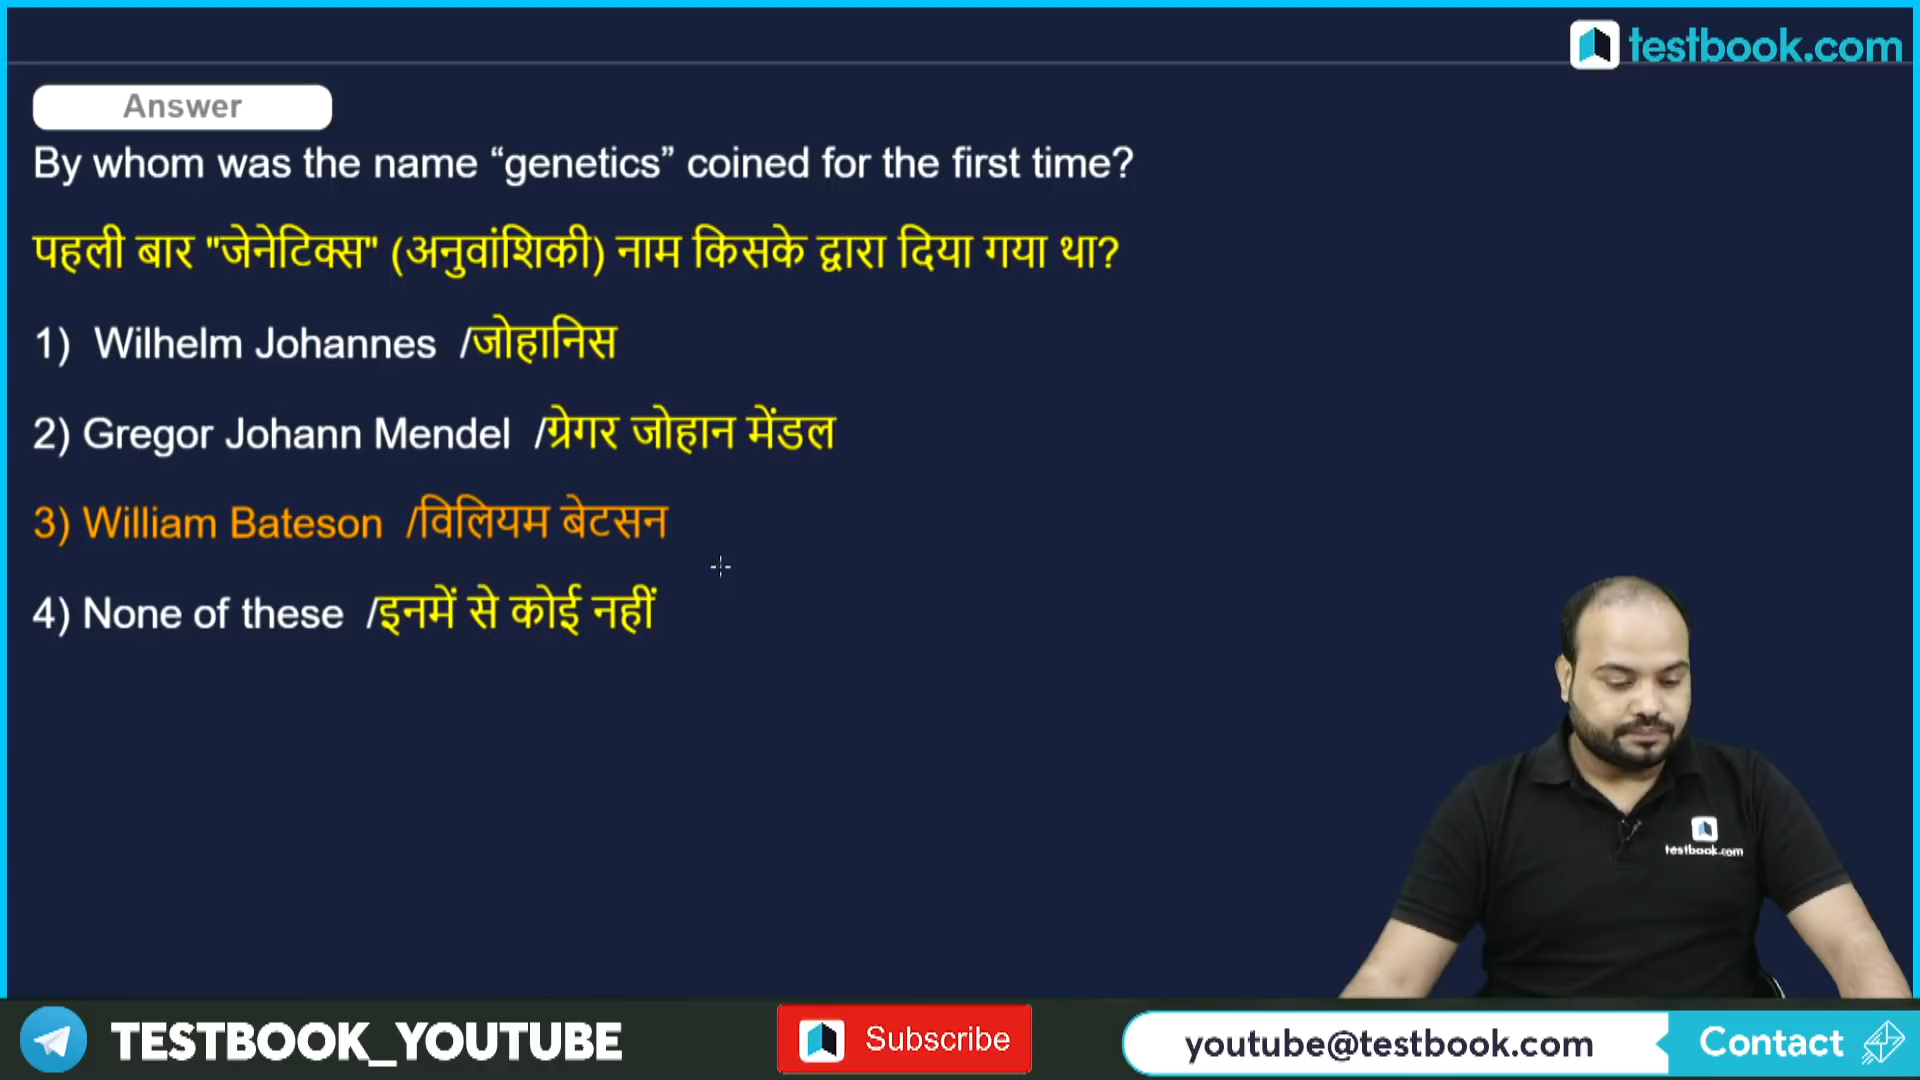 testbook.com
Answer
By whom was the name “genetics” coined for the first time?
पहली बार "जेनेटिक्स" (अनुवांशिकी) नाम किसके द्वारा दिया गया था?
1) Wilhelm Johannes /जोहानिस
2) Gregor Johann Mendel /ग्रेगर जोहान मेंडल
3) William Bateson /विलियम बेटसन
4) None of these /इनमें से कोई नहीं
testbook.com
TESTBOOK_YOUTUBE Subscribe youtube@testbook.com Contact